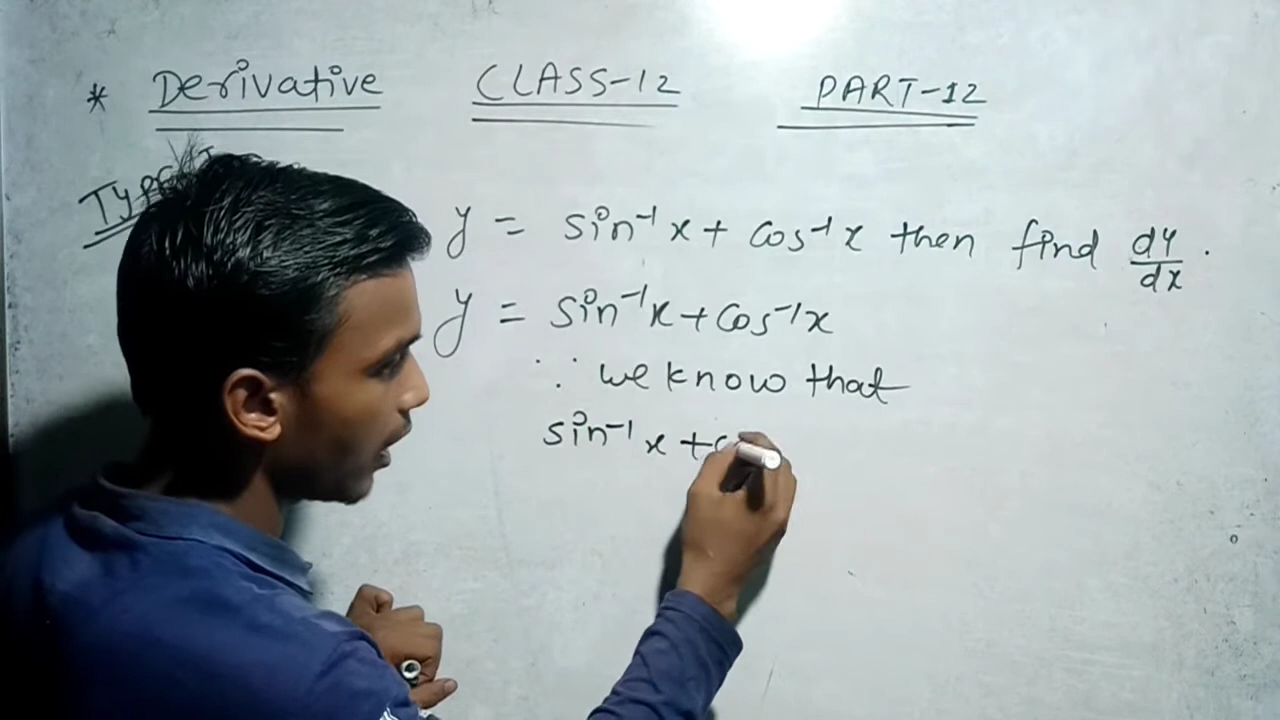 * Derivative CLASS-12 PART-12
y = sin⁻¹x + cos⁻¹x then find dy/dx.
y = sin⁻¹x + cos⁻¹x
∵ we know that
sin⁻¹x +